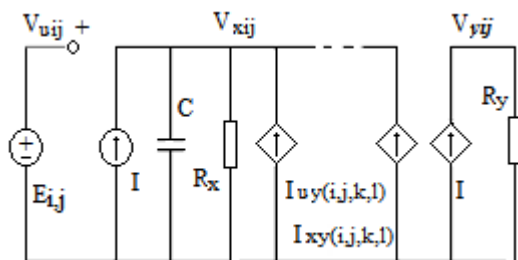 Vuij + Vxij Vyij
C Ry
Ei,j I Rx Iuy(i,j,k,l) I
Ixy(i,j,k,l)